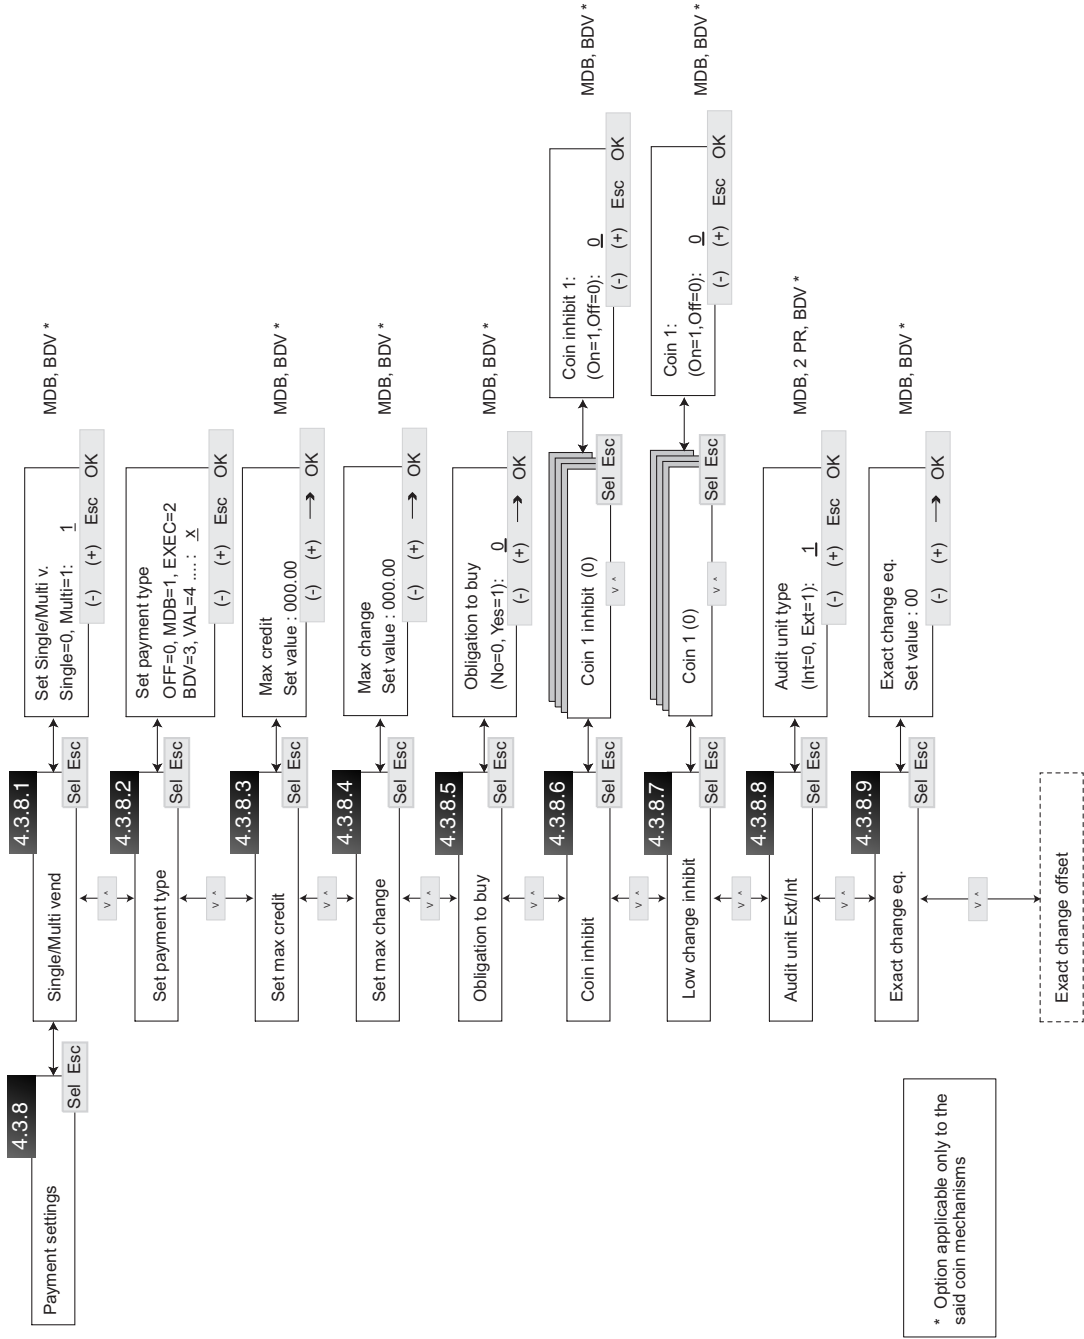 4.3.8
Payment settings
Sel Esc
4.3.8.1
Single/Multi vend
Sel Esc
Set Single/Multi v.
Single=0, Multi=1: 1
(-) (+) Esc OK
MDB, BDV *
v ^
4.3.8.2
Set payment type
Sel Esc
Set payment type
OFF=0, MDB=1, EXEC=2
BDV=3, VAL=4 .... : x
(-) (+) Esc OK
v ^
4.3.8.3
Set max credit
Sel Esc
Max credit
Set value : 000.00
(-) (+) → OK
MDB, BDV *
v ^
4.3.8.4
Set max change
Sel Esc
Max change
Set value : 000.00
(-) (+) → OK
MDB, BDV *
v ^
4.3.8.5
Obligation to buy
Sel Esc
Obligation to buy
(No=0, Yes=1): 0
(-) (+) → OK
MDB, BDV *
v ^
4.3.8.6
Coin inhibit
Sel Esc
Coin 1 inhibit (0)
v ^
Sel Esc
Coin inhibit 1:
(On=1,Off=0): 0
(-) (+) Esc OK
MDB, BDV *
v ^
4.3.8.7
Low change inhibit
Sel Esc
Coin 1 (0)
v ^
Sel Esc
Coin 1:
(On=1,Off=0): 0
(-) (+) Esc OK
MDB, BDV *
v ^
4.3.8.8
Audit unit Ext/Int
Sel Esc
Audit unit type
(Int=0, Ext=1): 1
(-) (+) Esc OK
MDB, 2 PR, BDV *
v ^
4.3.8.9
Exact change eq.
Sel Esc
Exact change eq.
Set value : 00
(-) (+) → OK
MDB, BDV *
v ^
Exact change offset
* Option applicable only to the
said coin mechanisms